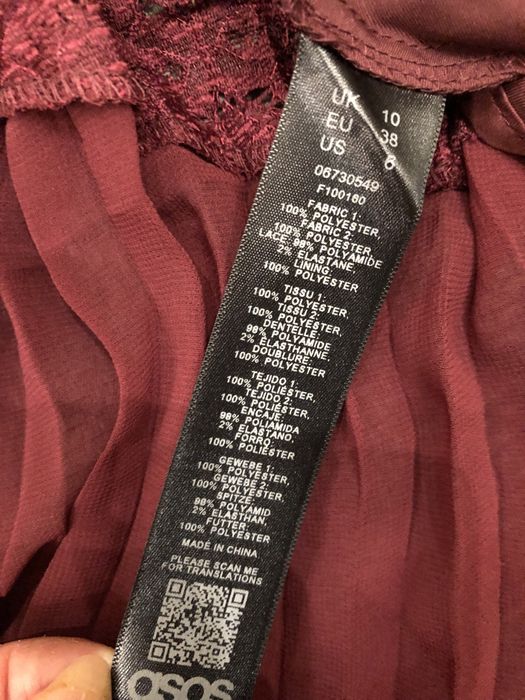 UK 10
EU 38
US 6
06730549
F100160
FABRIC 1:
100% POLYESTER,
FABRIC 2:
100% POLYESTER,
LACE: 98% POLYAMIDE
2% ELASTANE
LINING:
100% POLYESTER
TISSU 1:
100% POLYESTER,
TISSU 2:
100% POLYESTER,
DENTELLE:
98% POLYAMIDE
2% ELASTHANNE,
DOUBLURE:
100% POLYESTER
TEJIDO 1:
100% POLIÉSTER,
TEJIDO 2:
100% POLIÉSTER,
ENCAJE:
98% POLIAMIDA
2% ELASTANO,
FORRO:
100% POLIÉSTER
GEWEBE 1:
100% POLYESTER,
GEWEBE 2:
100% POLYESTER,
SPITZE:
98% POLYAMID
2% ELASTHAN,
FUTTER:
100% POLYESTER
MADE IN CHINA
PLEASE SCAN ME
FOR TRANSLATIONS
asos